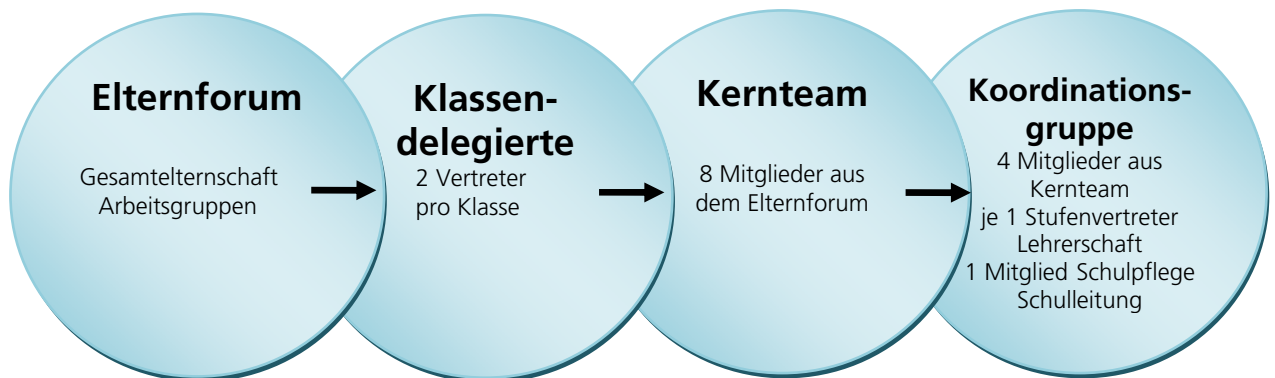 Elternforum
Gesamtelternschaft
Arbeitsgruppen
Klassen-
delegierte
2 Vertreter
pro Klasse
Kernteam
8 Mitglieder aus
dem Elternforum
Koordinations-
gruppe
4 Mitglieder aus
Kernteam
je 1 Stufenvertreter
Lehrerschaft
1 Mitglied Schulpflege
Schulleitung